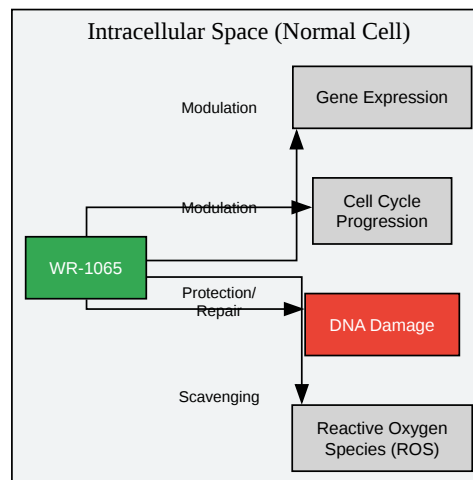 Intracellular Space (Normal Cell)
Gene Expression
Modulation
Cell Cycle
Progression
Modulation
WR-1065
Protection/
Repair
DNA Damage
Scavenging
Reactive Oxygen
Species (ROS)